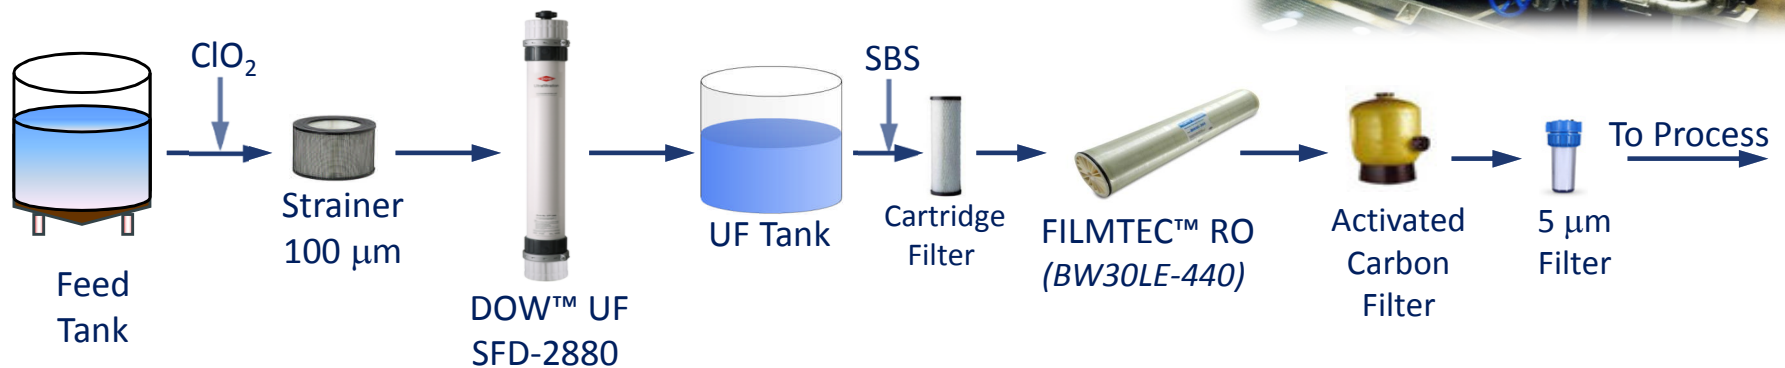 ClO₂
SBS
To Process
Strainer
100 μm
UF Tank
Cartridge
Filter
FILMTEC™ RO
(BW30LE-440)
Activated
Carbon
Filter
5 μm
Filter
Feed
Tank
DOW™ UF
SFD-2880